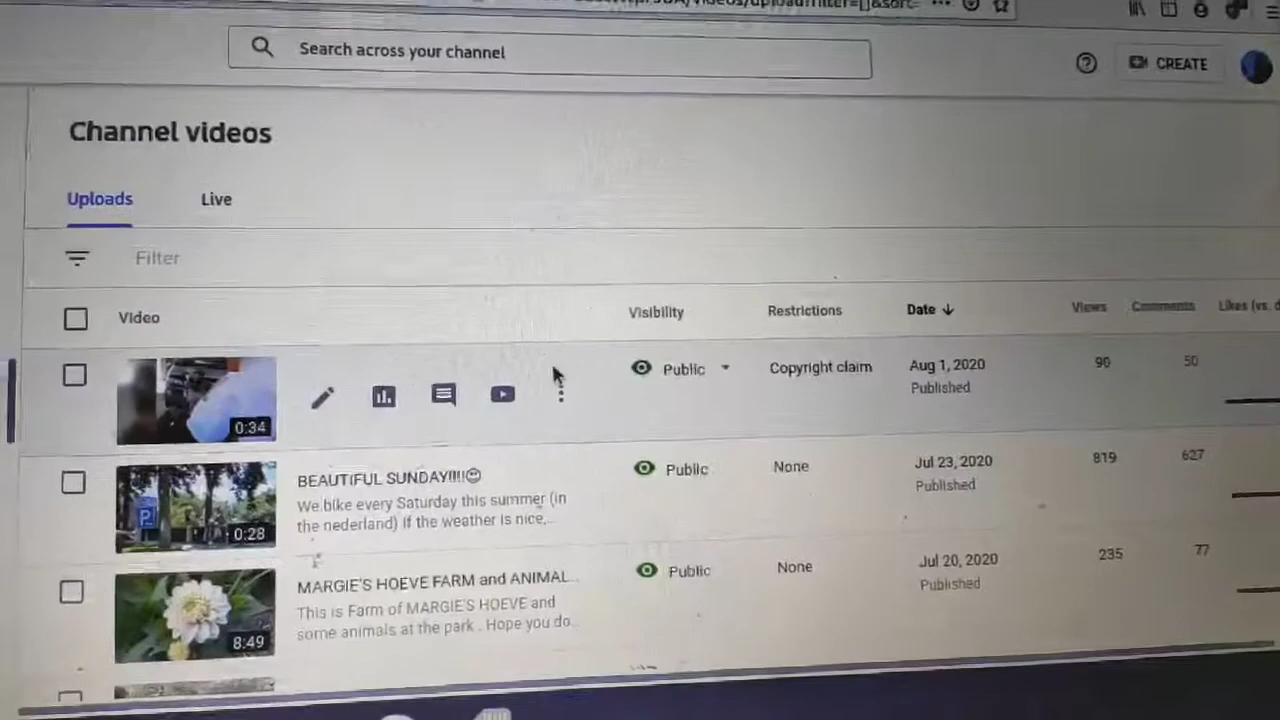 Search across your channel
CREATE
Channel videos
Uploads
Live
Filter
Video
Visibility
Restrictions
Date
Views
Comments
Likes (vs. d
0:34
Public
Copyright claim
Aug 1, 2020
Published
90
50
P
0:28
BEAUTIFUL SUNDAY!!!!😍
We bike every Saturday this summer (in
the nederland) if the weather is nice,...
Public
None
Jul 23, 2020
Published
819
627
8:49
MARGIE'S HOEVE FARM and ANIMAL...
This is Farm of MARGIE'S HOEVE and
some animals at the park . Hope you do...
Public
None
Jul 20, 2020
Published
235
77